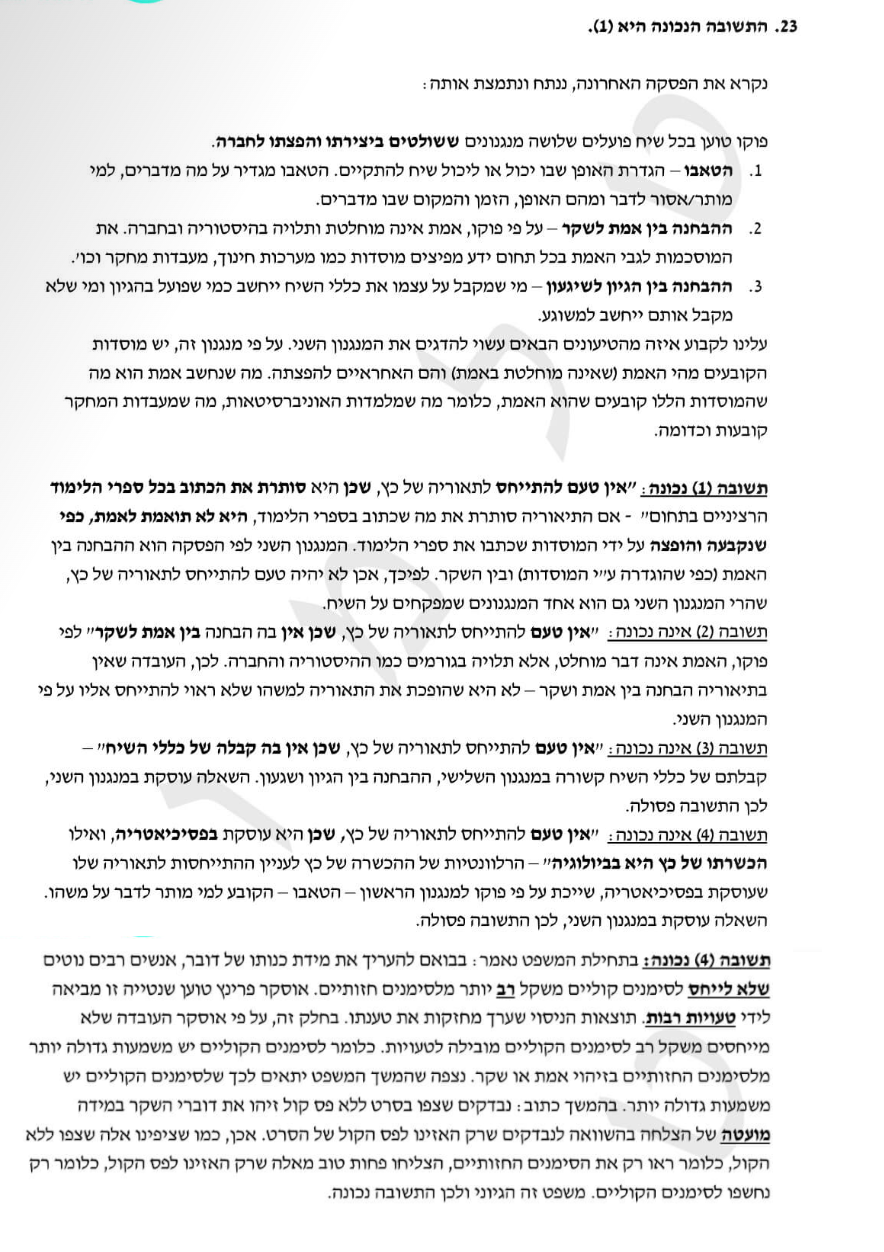 23. התשובה הנכונה היא (1).
נקרא את הפסקה האחרונה, ננתח ונתמצת אותה:
פוקו טוען בכל שיח פועלים שלושה מנגנונים ששולטים ביצירתו והפצתו לחברה.
1. הטאבו – הגדרת האופן שבו יכול או ליכול שיח להתקיים. הטאבו מגדיר על מה מדברים, למי
מותר/אסור לדבר ומהם האופן, הזמן והמקום שבו מדברים.
2. ההבחנה בין אמת לשקר – על פי פוקו, אמת אינה מוחלטת ותלויה בהיסטוריה ובחברה. את
המוסכמות לגבי האמת בכל תחום ידע מפיצים מוסדות כמו מערכות חינוך, מעבדות מחקר וכו'.
3. ההבחנה בין הגיון לשיגעון – מי שמקבל על עצמו את כללי השיח ייחשב כמי שפועל בהגיון ומי שלא
מקבל אותם ייחשב למשוגע.
עלינו לקבוע איזה מהטיעונים הבאים עשוי להדגים את המנגנון השני. על פי מנגנון זה, יש מוסדות
הקובעים מהי האמת (שאינה מוחלטת באמת) והם האחראיים להפצתה. מה שנחשב אמת הוא מה
שהמוסדות הללו קובעים שהוא האמת, כלומר מה שמלמדות האוניברסיטאות, מה שמעבדות המחקר
קובעות וכדומה.
תשובה (1) נכונה: "אין טעם להתייחס לתאוריה של כץ, שכן היא סותרת את הכתוב בכל ספרי הלימוד
הרציניים בתחום" - אם התיאוריה סותרת את מה שכתוב בספרי הלימוד, היא לא תואמת לאמת, כפי
שנקבעה והופצה על ידי המוסדות שכתבו את ספרי הלימוד. המנגנון השני לפי הפסקה הוא ההבחנה בין
האמת (כפי שהוגדרה ע"י המוסדות) ובין השקר. לפיכך, אכן לא יהיה טעם להתייחס לתאוריה של כץ,
שהרי המנגנון השני גם הוא אחד המנגנונים שמפקחים על השיח.
תשובה (2) אינה נכונה: "אין טעם להתייחס לתאוריה של כץ, שכן אין בה הבחנה בין אמת לשקר" לפי
פוקו, האמת אינה דבר מוחלט, אלא תלויה בגורמים כמו ההיסטוריה והחברה. לכן, העובדה שאין
בתיאוריה הבחנה בין אמת ושקר – לא היא שהופכת את התאוריה למשהו שלא ראוי להתייחס אליו על פי
המנגנון השני.
תשובה (3) אינה נכונה: "אין טעם להתייחס לתאוריה של כץ, שכן אין בה קבלה של כללי השיח" –
קבלתם של כללי השיח קשורה במנגנון השלישי, ההבחנה בין הגיון ושגעון. השאלה עוסקת במנגנון השני,
לכן התשובה פסולה.
תשובה (4) אינה נכונה: "אין טעם להתייחס לתאוריה של כץ, שכן היא עוסקת בפסיכיאטריה, ואילו
הכשרתו של כץ היא בביולוגיה" – הרלוונטיות של ההכשרה של כץ לעניין ההתייחסות לתאוריה שלו
שעוסקת בפסיכיאטריה, שייכת על פי פוקו למנגנון הראשון – הטאבו – הקובע למי מותר לדבר על משהו.
השאלה עוסקת במנגנון השני, לכן התשובה פסולה.
תשובה (4) נכונה: בתחילת המשפט נאמר: בבואם להעריך את מידת כנותו של דובר, אנשים רבים נוטים
שלא לייחס לסימנים קוליים משקל רב יותר מלסימנים חזותיים. אוסקר פרינץ טוען שנטייה זו מביאה
לידי טעויות רבות. תוצאות הניסוי שערך מחזקות את טענתו. בחלק זה, על פי אוסקר העובדה שלא
מייחסים משקל רב לסימנים הקוליים מובילה לטעויות. כלומר לסימנים הקוליים יש משמעות גדולה יותר
מלסימנים החזותיים בזיהוי אמת או שקר. נצפה שהמשך המשפט יתאים לכך שלסימנים הקוליים יש
משמעות גדולה יותר. בהמשך כתוב: נבדקים שצפו בסרט ללא פס קול זיהו את דוברי השקר במידה
מועטה של הצלחה בהשוואה לנבדקים שרק האזינו לפס הקול של הסרט. אכן, כמו שציפינו אלה שצפו ללא
הקול, כלומר ראו רק את הסימנים החזותיים, הצליחו פחות טוב מאלה שרק האזינו לפס הקול, כלומר רק
נחשפו לסימנים הקוליים. משפט זה הגיוני ולכן התשובה נכונה.